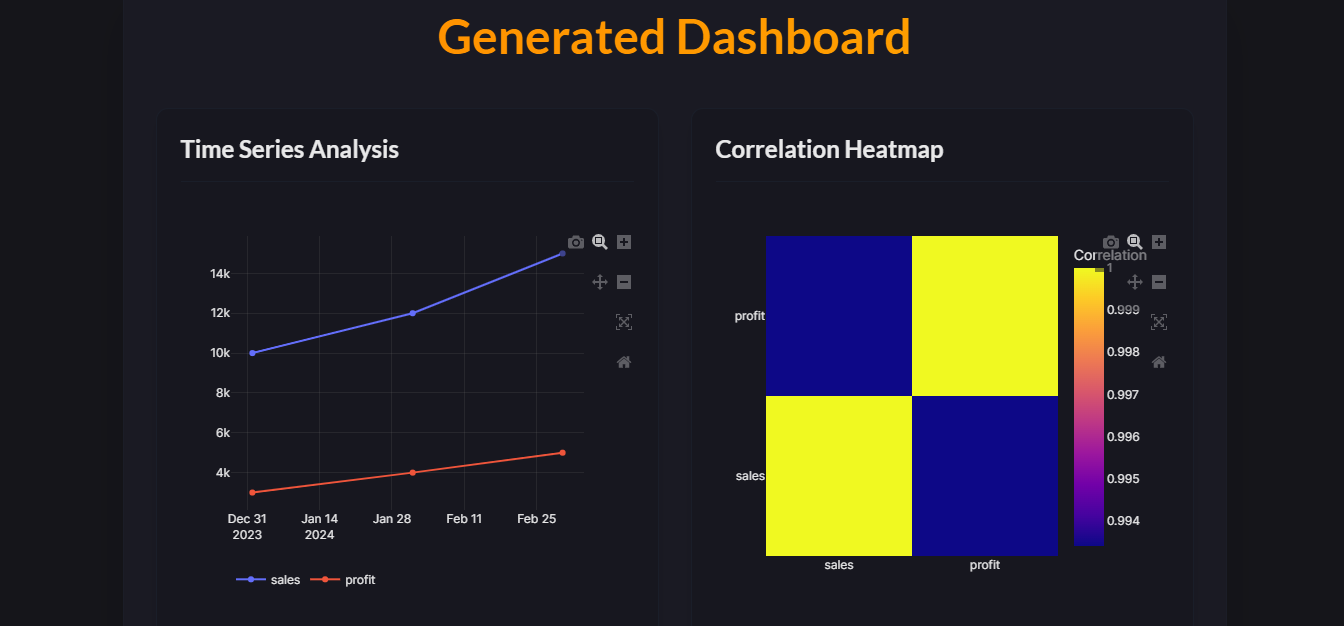 Generated Dashboard
Time Series Analysis
14k
12k
10k
8k
6k
4k
Dec 31
2023
Jan 14
2024
Jan 28
Feb 11
Feb 25
sales
profit
Correlation Heatmap
profit
sales
sales
profit
Correlation
1
0.999
0.998
0.997
0.996
0.995
0.994